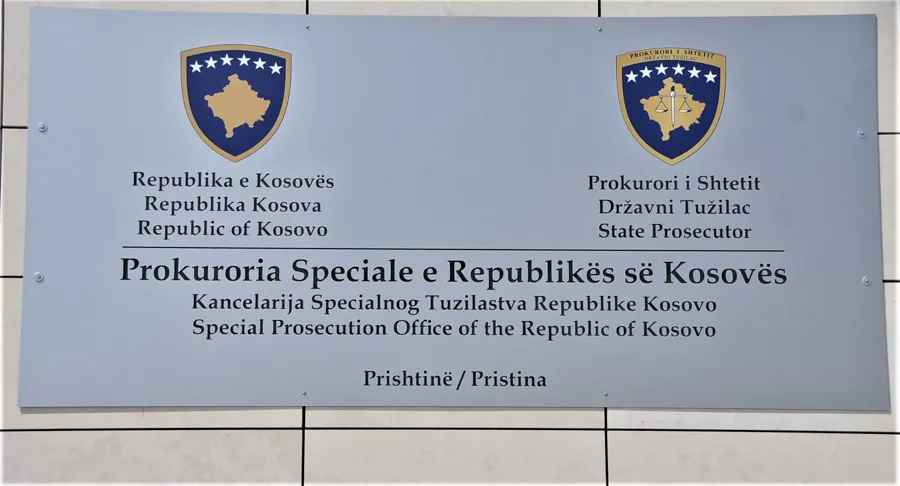 PROKURORI I SHTETIT
DRŽAVNI TUŽILAC
Republika e Kosovës
Republika Kosova
Republic of Kosovo
Prokurori i Shtetit
Državni Tužilac
State Prosecutor
Prokuroria Speciale e Republikës së Kosovës
Kancelarija Specialnog Tuzilastva Republike Kosovo
Special Prosecution Office of the Republic of Kosovo
Prishtinë / Pristina